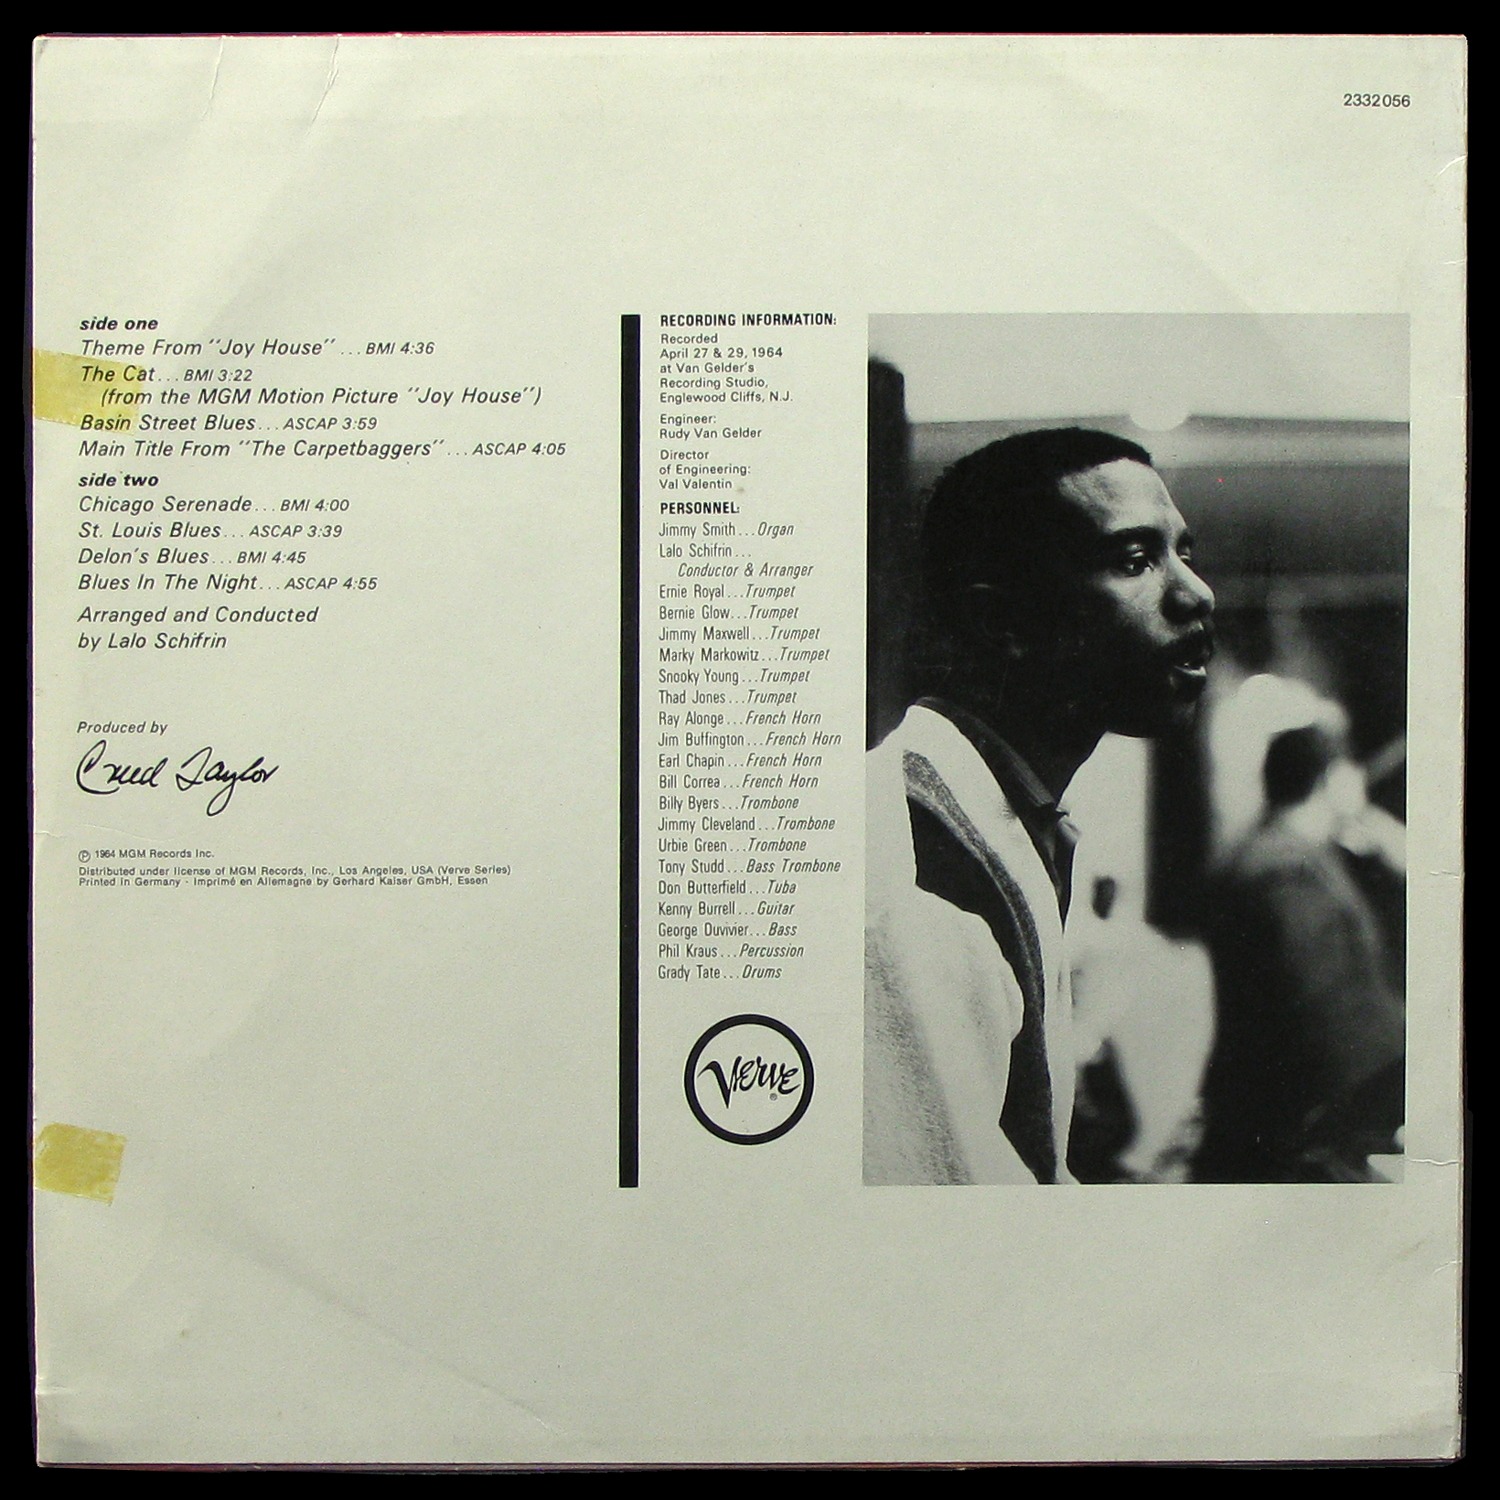 2332056
side one
Theme From "Joy House" ... BMI 4:36
The Cat... BMI 3:22
(from the MGM Motion Picture "Joy House")
Basin Street Blues... ASCAP 3:59
Main Title From "The Carpetbaggers" ... ASCAP 4:05
side two
Chicago Serenade... BMI 4:00
St. Louis Blues... ASCAP 3:39
Delon's Blues... BMI 4:45
Blues In The Night... ASCAP 4:55
Arranged and Conducted
by Lalo Schifrin
Produced by
Creed Taylor
℗ 1964 MGM Records Inc.
Distributed under license of MGM Records, Inc., Los Angeles, USA (Verve Series)
Printed in Germany - Imprimé en Allemagne by Gerhard Kaiser GmbH, Essen
RECORDING INFORMATION:
Recorded
April 27 & 29, 1964
at Van Gelder's
Recording Studio,
Englewood Cliffs, N.J.
Engineer:
Rudy Van Gelder
Director
of Engineering:
Val Valentin
PERSONNEL:
Jimmy Smith...Organ
Lalo Schifrin...
Conductor & Arranger
Ernie Royal...Trumpet
Bernie Glow...Trumpet
Jimmy Maxwell...Trumpet
Marky Markowitz...Trumpet
Snooky Young...Trumpet
Thad Jones...Trumpet
Ray Alonge...French Horn
Jim Buffington...French Horn
Earl Chapin...French Horn
Bill Correa...French Horn
Billy Byers...Trombone
Jimmy Cleveland...Trombone
Urbie Green...Trombone
Tony Studd...Bass Trombone
Don Butterfield...Tuba
Kenny Burrell...Guitar
George Duvivier...Bass
Phil Kraus...Percussion
Grady Tate...Drums
Verve ®